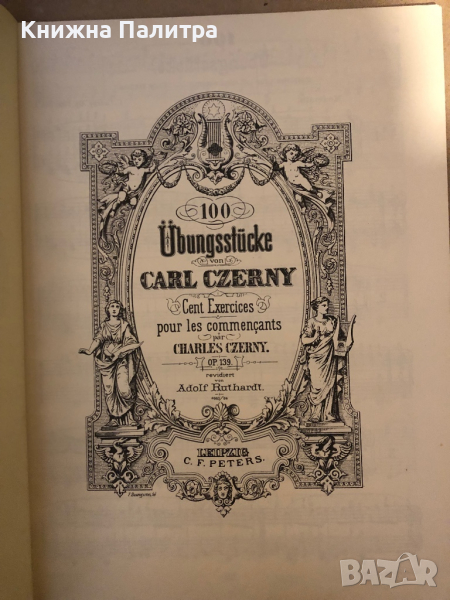 Книжна Палитра
100
Übungsstücke
von
CARL CZERNY
Cent Exercices
pour les commençants
par
CHARLES CZERNY.
OP. 139.
revidiert
von
Adolf Ruthardt.
LEIPZIG
C. F. PETERS.
BAZAR